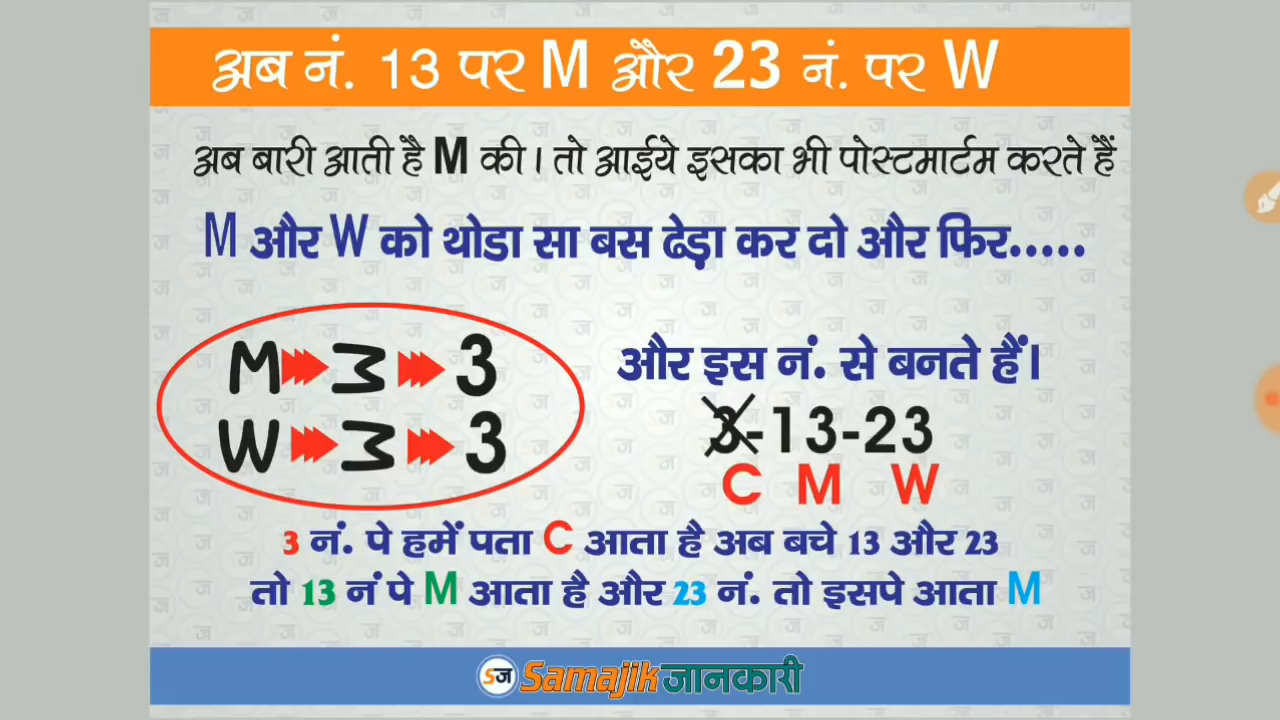 अब नं. 13 पर M और 23 नं. पर W
अब बारी आती है M की। तो आईये इसका भी पोस्टमार्टम करते हैं
M और W को थोडा सा बस ढेड़ा कर दो और फिर.....
M 3 3
W 3 3
और इस नं. से बनते हैं।
3-13-23
C M W
3 नं. पे हमें पता C आता है अब बचे 13 और 23
तो 13 नं पे M आता है और 23 नं. तो इसपे आता M
sज Samajik जानकारी